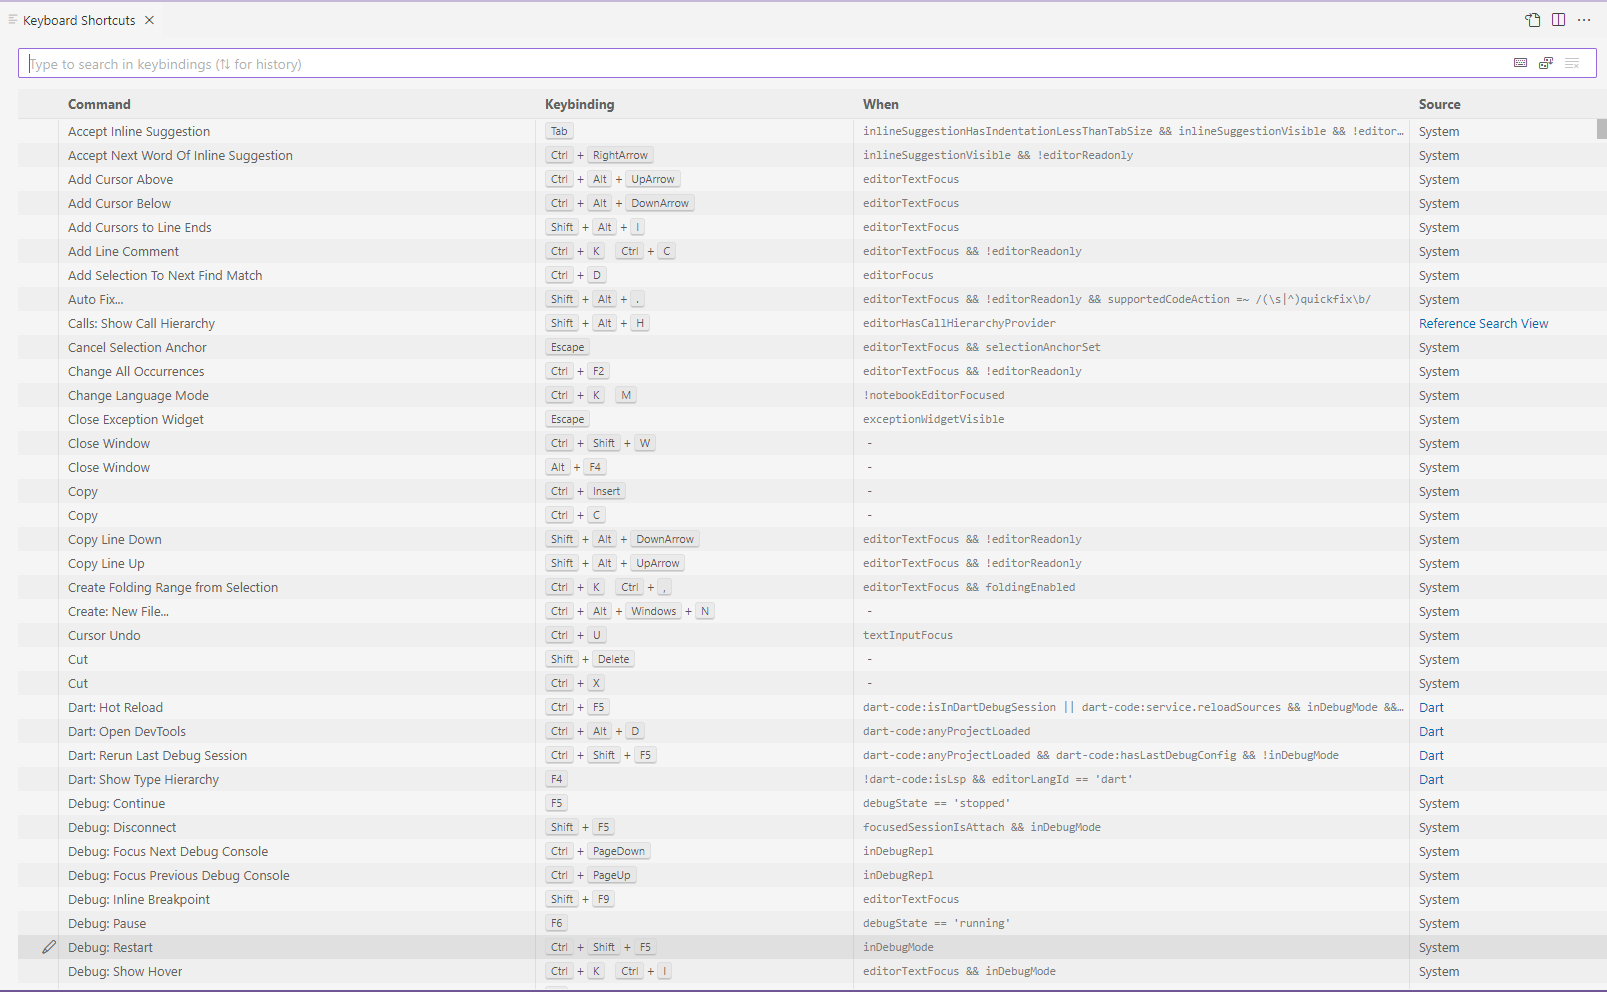 Keyboard Shortcuts
Type to search in keybindings (⇅ for history)
Command Keybinding When Source
Accept Inline Suggestion Tab inlineSuggestionHasIndentationLessThanTabSize && inlineSuggestionVisible && !editor… System
Accept Next Word Of Inline Suggestion Ctrl + RightArrow inlineSuggestionVisible && !editorReadonly System
Add Cursor Above Ctrl + Alt + UpArrow editorTextFocus System
Add Cursor Below Ctrl + Alt + DownArrow editorTextFocus System
Add Cursors to Line Ends Shift + Alt + I editorTextFocus System
Add Line Comment Ctrl + K Ctrl + C editorTextFocus && !editorReadonly System
Add Selection To Next Find Match Ctrl + D editorFocus System
Auto Fix... Shift + Alt + . editorTextFocus && !editorReadonly && supportedCodeAction =~ /(\s|^)quickfix\b/ System
Calls: Show Call Hierarchy Shift + Alt + H editorHasCallHierarchyProvider Reference Search View
Cancel Selection Anchor Escape editorTextFocus && selectionAnchorSet System
Change All Occurrences Ctrl + F2 editorTextFocus && !editorReadonly System
Change Language Mode Ctrl + K M !notebookEditorFocused System
Close Exception Widget Escape exceptionWidgetVisible System
Close Window Ctrl + Shift + W - System
Close Window Alt + F4 - System
Copy Ctrl + Insert - System
Copy Ctrl + C - System
Copy Line Down Shift + Alt + DownArrow editorTextFocus && !editorReadonly System
Copy Line Up Shift + Alt + UpArrow editorTextFocus && !editorReadonly System
Create Folding Range from Selection Ctrl + K Ctrl + , editorTextFocus && foldingEnabled System
Create: New File... Ctrl + Alt + Windows + N - System
Cursor Undo Ctrl + U textInputFocus System
Cut Shift + Delete - System
Cut Ctrl + X - System
Dart: Hot Reload Ctrl + F5 dart-code:isInDartDebugSession || dart-code:service.reloadSources && inDebugMode &&… Dart
Dart: Open DevTools Ctrl + Alt + D dart-code:anyProjectLoaded Dart
Dart: Rerun Last Debug Session Ctrl + Shift + F5 dart-code:anyProjectLoaded && dart-code:hasLastDebugConfig && !inDebugMode Dart
Dart: Show Type Hierarchy F4 !dart-code:isLsp && editorLangId == 'dart' Dart
Debug: Continue F5 debugState == 'stopped' System
Debug: Disconnect Shift + F5 focusedSessionIsAttach && inDebugMode System
Debug: Focus Next Debug Console Ctrl + PageDown inDebugRepl System
Debug: Focus Previous Debug Console Ctrl + PageUp inDebugRepl System
Debug: Inline Breakpoint Shift + F9 editorTextFocus System
Debug: Pause F6 debugState == 'running' System
Debug: Restart Ctrl + Shift + F5 inDebugMode System
Debug: Show Hover Ctrl + K Ctrl + I editorTextFocus && inDebugMode System